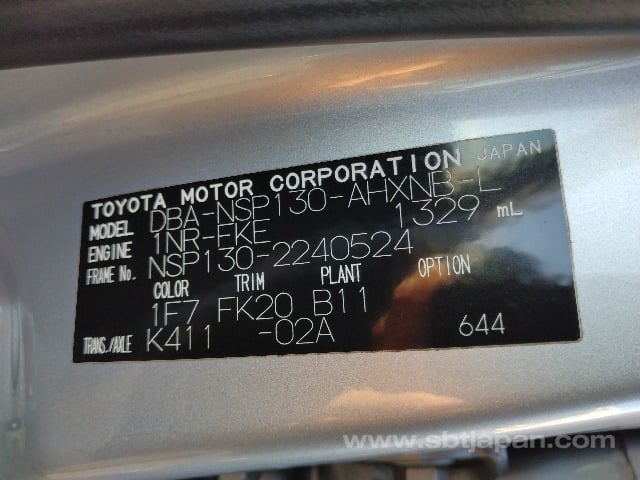 TOYOTA MOTOR CORPORATION JAPAN
MODEL DBA-NSP130-AHXNB-L
ENGINE 1NR-FKE 1329 mL
FRAME No. NSP130-2240524
COLOR TRIM PLANT OPTION
1F7 FK20 B11
TRANS./AXLE K411 -02A 644
www.sbtjapan.com